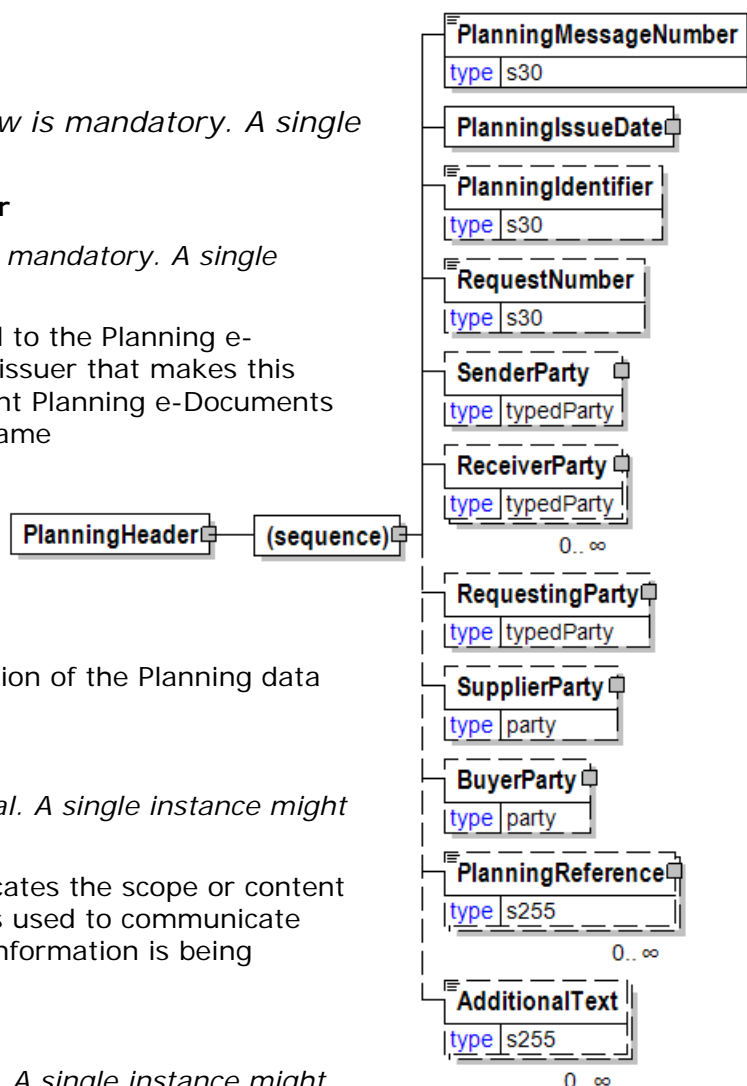 w is mandatory. A single
r
mandatory. A single
l to the Planning e-
issuer that makes this
nt Planning e-Documents
ame
tion of the Planning data
al. A single instance might
cates the scope or content
s used to communicate
nformation is being
. A single instance might
PlanningHeader
(sequence)
PlanningMessageNumber
type s30
PlanningIssueDate
PlanningIdentifier
type s30
RequestNumber
type s30
SenderParty
type typedParty
ReceiverParty
type typedParty
0.. ∞
RequestingParty
type typedParty
SupplierParty
type party
BuyerParty
type party
PlanningReference
type s255
0.. ∞
AdditionalText
type s255
0.. ∞